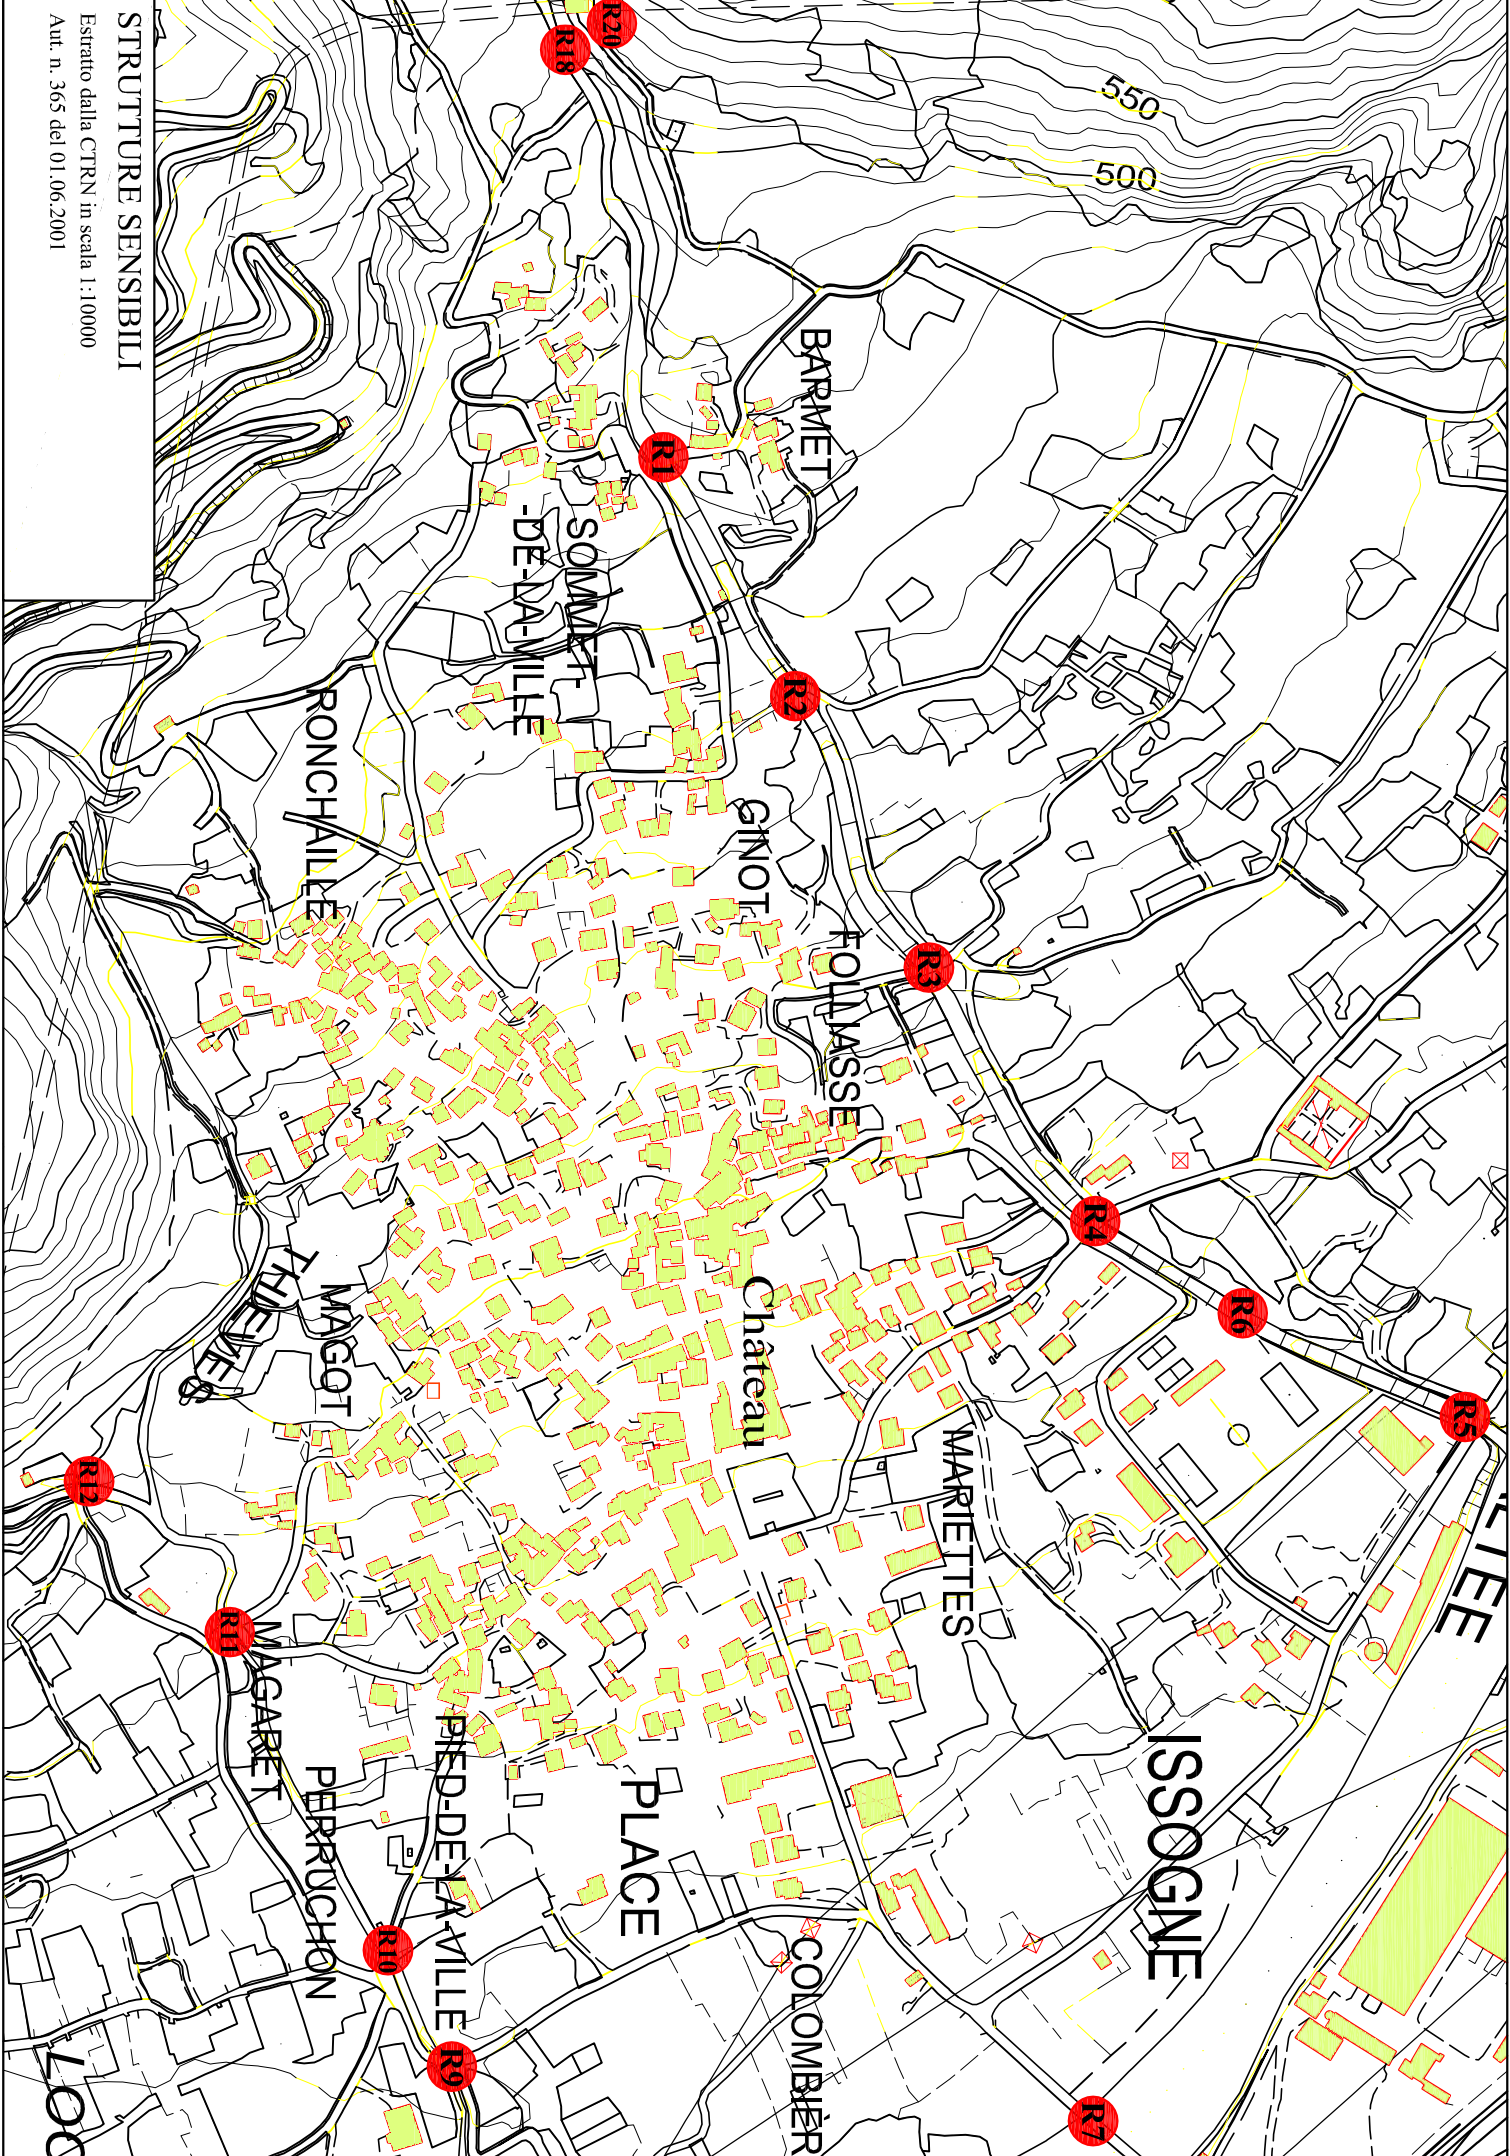 STRUTTURE SENSIBILI
Estratto dalla CTRN in scala 1:10000
Aut. n. 365 del 01.06.2001
R20
R18
550
500
BARMET
R1
SOMMET-
-DE-LA-VILLE
R2
RONCHAILLE
GINOT
FOLLIASSE
R3
R4
R6
R5
Château
MAGOT
THIEVES
MARIETTES
R12
R11
MAGARET
PERRUCHON
PIED-DE-LA-VILLE
PLACE
ISSOGNE
COLOMBIÈR
R10
R9
R7